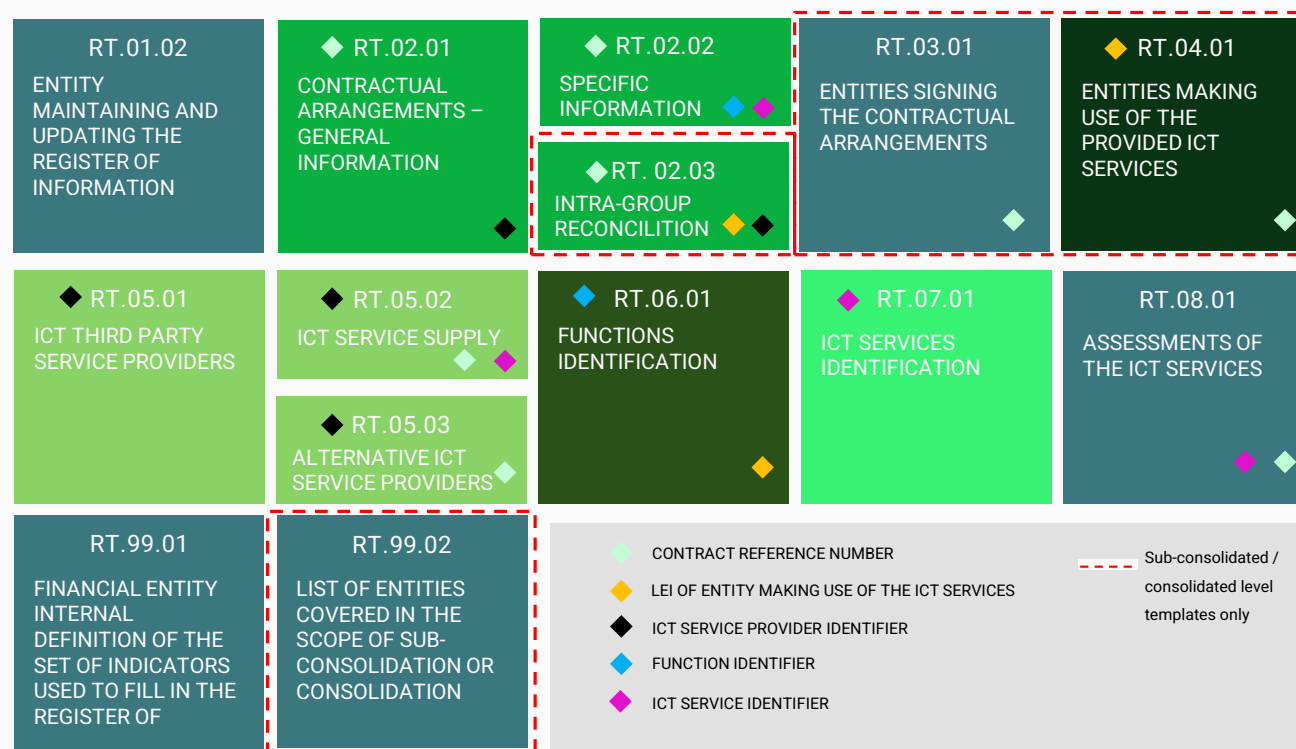 RT.01.02
ENTITY
MAINTAINING AND
UPDATING THE
REGISTER OF
INFORMATION
RT.02.01
CONTRACTUAL
ARRANGEMENTS –
GENERAL
INFORMATION
RT.02.02
SPECIFIC
INFORMATION
RT. 02.03
INTRA-GROUP
RECONCILITION
RT.03.01
ENTITIES SIGNING
THE CONTRACTUAL
ARRANGEMENTS
RT.04.01
ENTITIES MAKING
USE OF THE
PROVIDED ICT
SERVICES
RT.05.01
ICT THIRD PARTY
SERVICE PROVIDERS
RT.05.02
ICT SERVICE SUPPLY
RT.05.03
ALTERNATIVE ICT
SERVICE PROVIDERS
RT.06.01
FUNCTIONS
IDENTIFICATION
RT.07.01
ICT SERVICES
IDENTIFICATION
RT.08.01
ASSESSMENTS OF
THE ICT SERVICES
RT.99.01
FINANCIAL ENTITY
INTERNAL
DEFINITION OF THE
SET OF INDICATORS
USED TO FILL IN THE
REGISTER OF
RT.99.02
LIST OF ENTITIES
COVERED IN THE
SCOPE OF SUB-
CONSOLIDATION OR
CONSOLIDATION
CONTRACT REFERENCE NUMBER
LEI OF ENTITY MAKING USE OF THE ICT SERVICES
ICT SERVICE PROVIDER IDENTIFIER
FUNCTION IDENTIFIER
ICT SERVICE IDENTIFIER
Sub-consolidated /
consolidated level
templates only